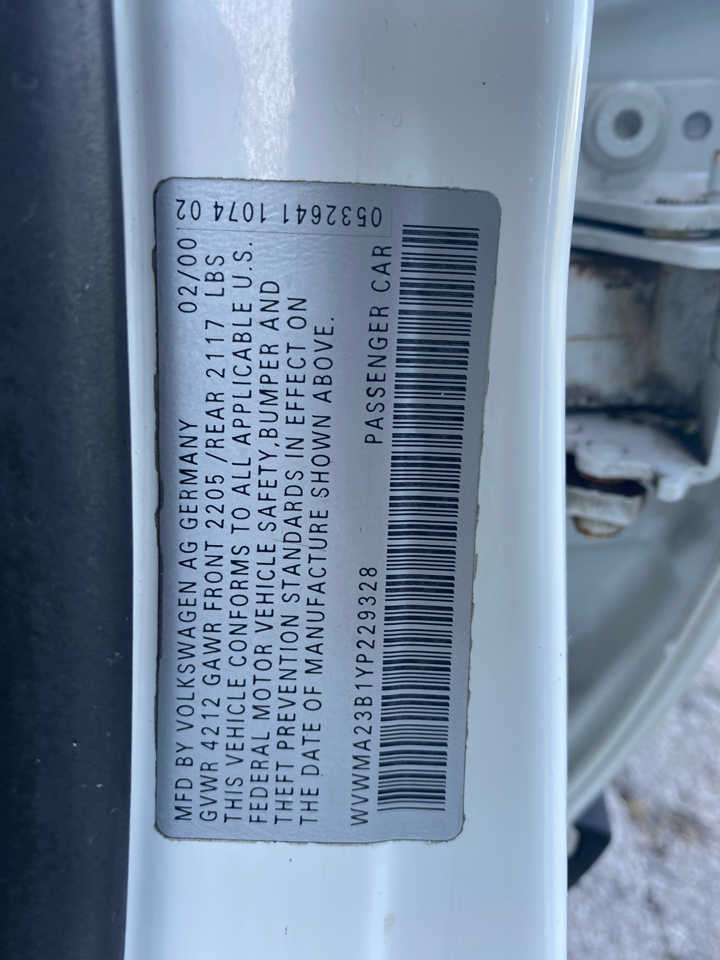 MFD BY VOLKSWAGEN AG GERMANY 02/00
GVWR 4212 GAWR FRONT 2205 /REAR 2117 LBS
THIS VEHICLE CONFORMS TO ALL APPLICABLE U.S.
FEDERAL MOTOR VEHICLE SAFETY,BUMPER AND
THEFT PREVENTION STANDARDS IN EFFECT ON
THE DATE OF MANUFACTURE SHOWN ABOVE.
WVWMA23B1YP229328 PASSENGER CAR
0532641 1074 02